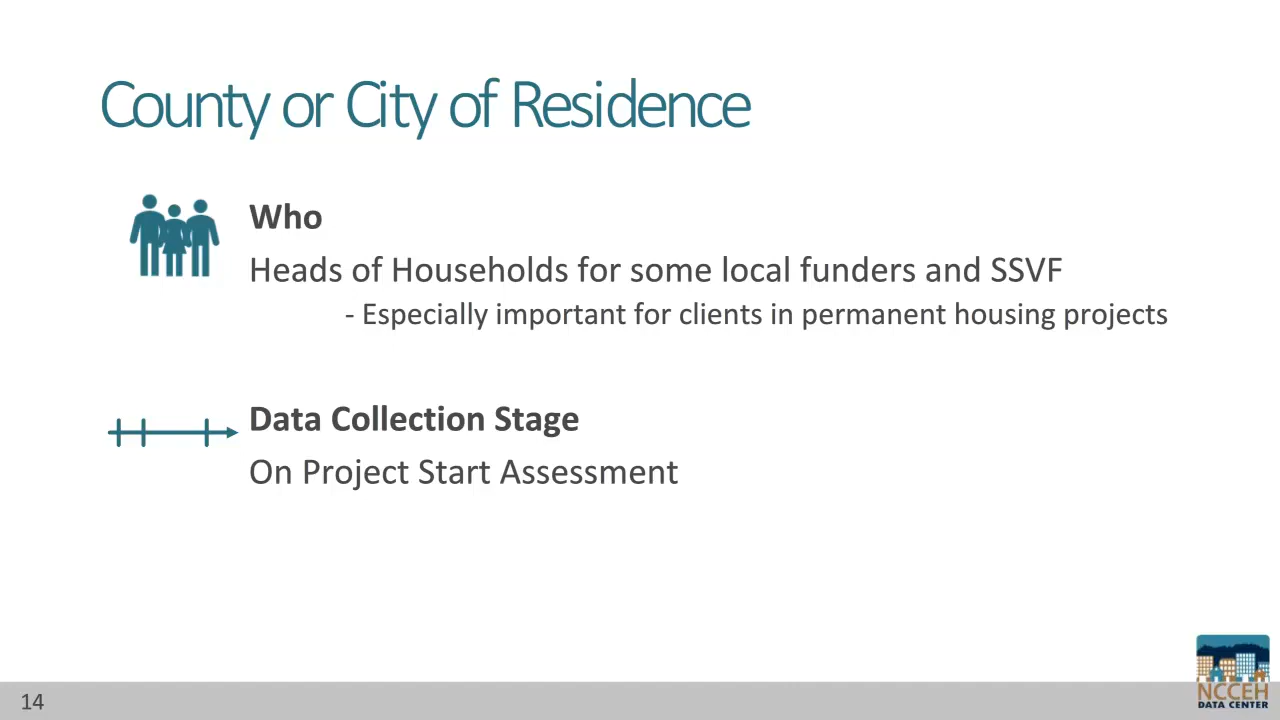 County or City of Residence
Who
Heads of Households for some local funders and SSVF
- Especially important for clients in permanent housing projects
Data Collection Stage
On Project Start Assessment
14
NCCEH
DATA CENTER